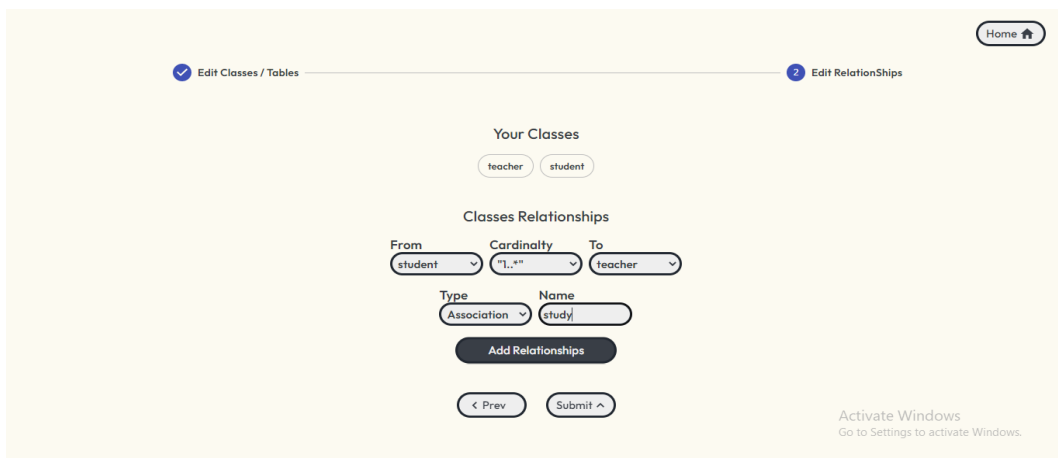 Home
Edit Classes / Tables
2 Edit RelationShips
Your Classes
teacher student
Classes Relationships
From Cardinalty To
student "1..*" teacher
Type Name
Association study
Add Relationships
Prev Submit
Activate Windows
Go to Settings to activate Windows.